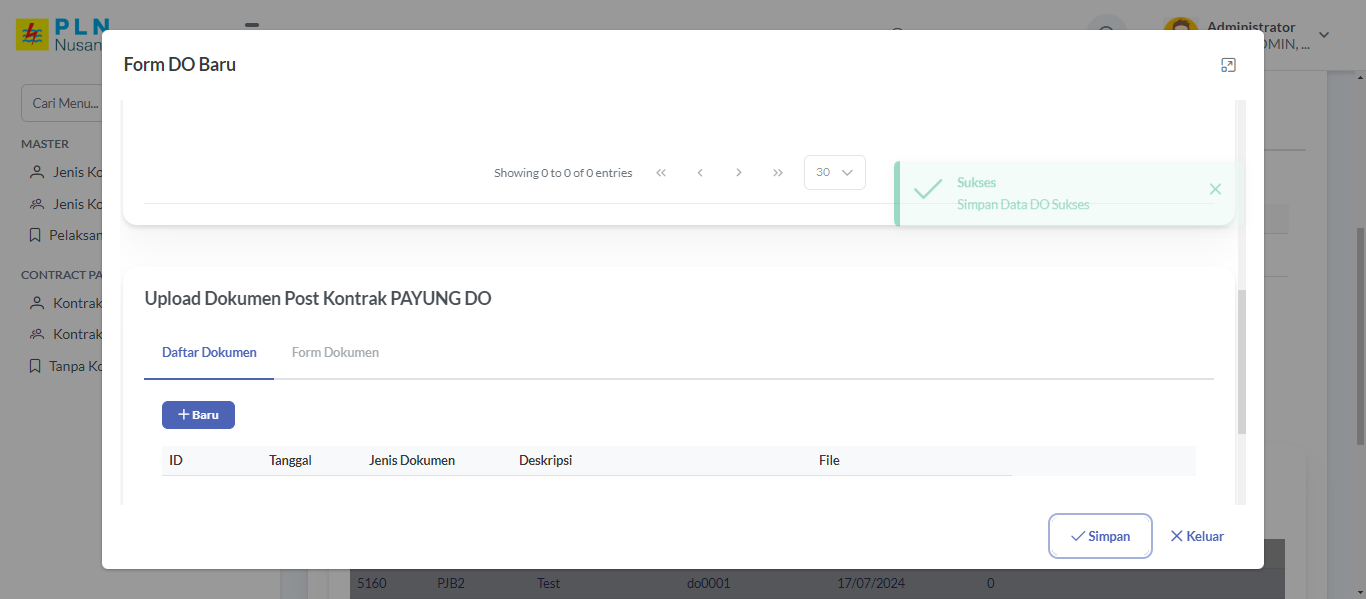 PLN
Nusan
Administrator
DMIN, ...
Form DO Baru
Cari Menu...
MASTER
Jenis Ko
Jenis Ko
Pelaksan
CONTRACT PA
Kontrak
Kontrak
Tanpa Ko
Showing 0 to 0 of 0 entries
30
Sukses
Simpan Data DO Sukses
Upload Dokumen Post Kontrak PAYUNG DO
Daftar Dokumen Form Dokumen
Baru
ID Tanggal Jenis Dokumen Deskripsi File
Simpan Keluar
5160 PJB2 Test do0001 17/07/2024 0